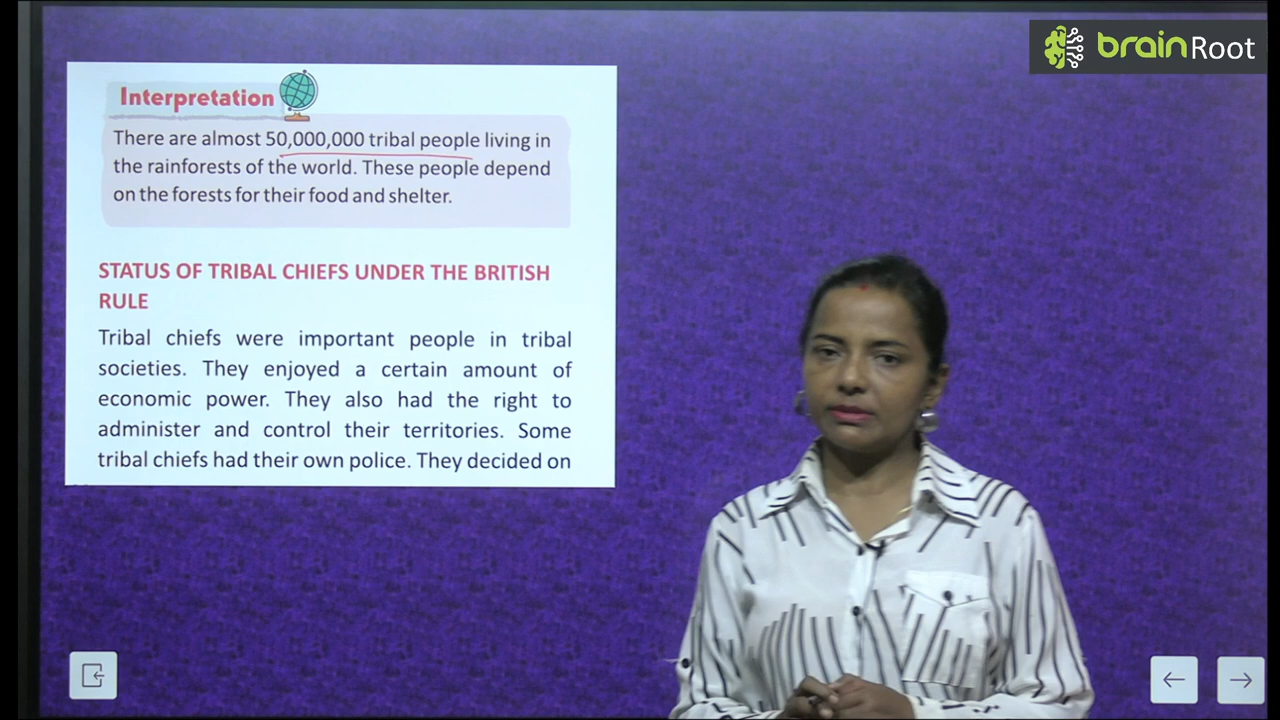 brain Root
Interpretation
There are almost 50,000,000 tribal people living in
the rainforests of the world. These people depend
on the forests for their food and shelter.
STATUS OF TRIBAL CHIEFS UNDER THE BRITISH
RULE
Tribal chiefs were important people in tribal
societies. They enjoyed a certain amount of
economic power. They also had the right to
administer and control their territories. Some
tribal chiefs had their own police. They decided on